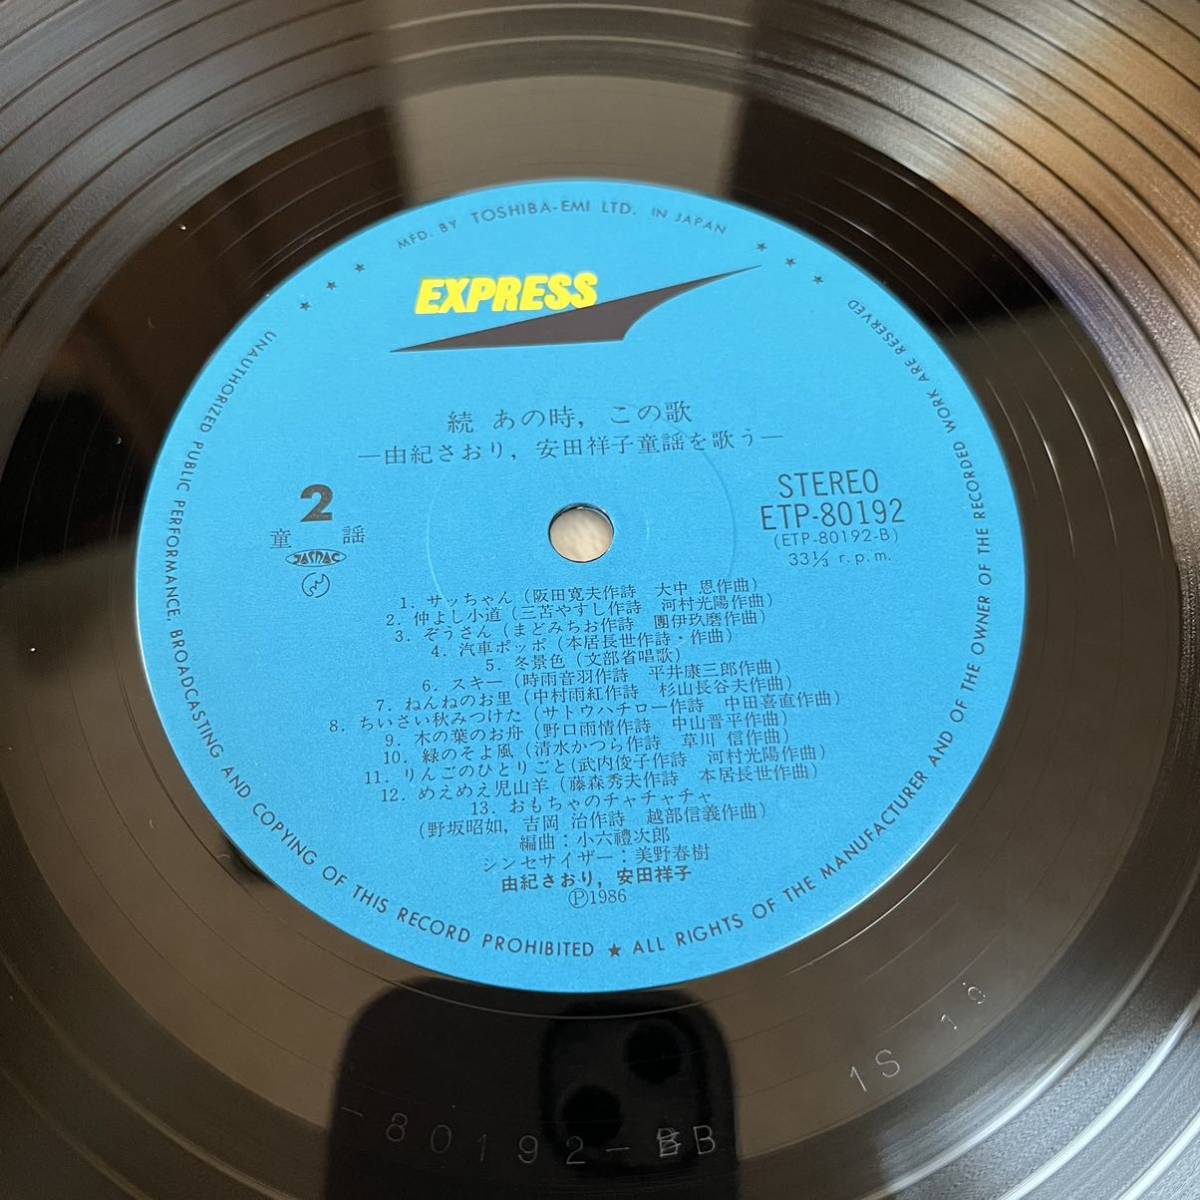 MFD. BY TOSHIBA-EMI LTD. IN JAPAN
EXPRESS
続 あの時, この歌
—由紀さおり, 安田祥子童謡を歌う—
2
童謡
JASRAC
STEREO
ETP-80192
(ETP-80192-B)
33⅓ r.p.m.
1. サッちゃん (阪田寛夫作詩 大中 恩作曲)
2. 仲よし小道 (三苫やすし作詩 河村光陽作曲)
3. ぞうさん (まどみちお作詩 團伊玖磨作曲)
4. 汽車ポッポ (本居長世作詩・作曲)
5. 冬景色 (文部省唱歌)
6. スキー (時雨音羽作詩 平井康三郎作曲)
7. ねんねのお里 (中村雨紅作詩 杉山長谷夫作曲)
8. ちいさい秋みつけた (サトウハチロー作詩 中田喜直作曲)
9. 木の葉のお舟 (野口雨情作詩 中山晋平作曲)
10. 緑のそよ風 (清水かつら作詩 草川 信作曲)
11. りんごのひとりごと(武内俊子作詩 河村光陽作曲)
12. めえめえ児山羊 (藤森秀夫作詩 本居長世作曲)
13. おもちゃのチャチャチャ
(野坂昭如, 吉岡 治作詩 越部信義作曲)
編曲:小六禮次郎
シンセサイザー:美野春樹
由紀さおり, 安田祥子
Ⓟ1986
UNAUTHORIZED PUBLIC PERFORMANCE, BROADCASTING AND COPYING OF THIS RECORD PROHIBITED ★ ALL RIGHTS OF THE MANUFACTURER AND OF THE OWNER OF THE RECORDED WORK ARE RESERVED
1S 16
-80192-BB